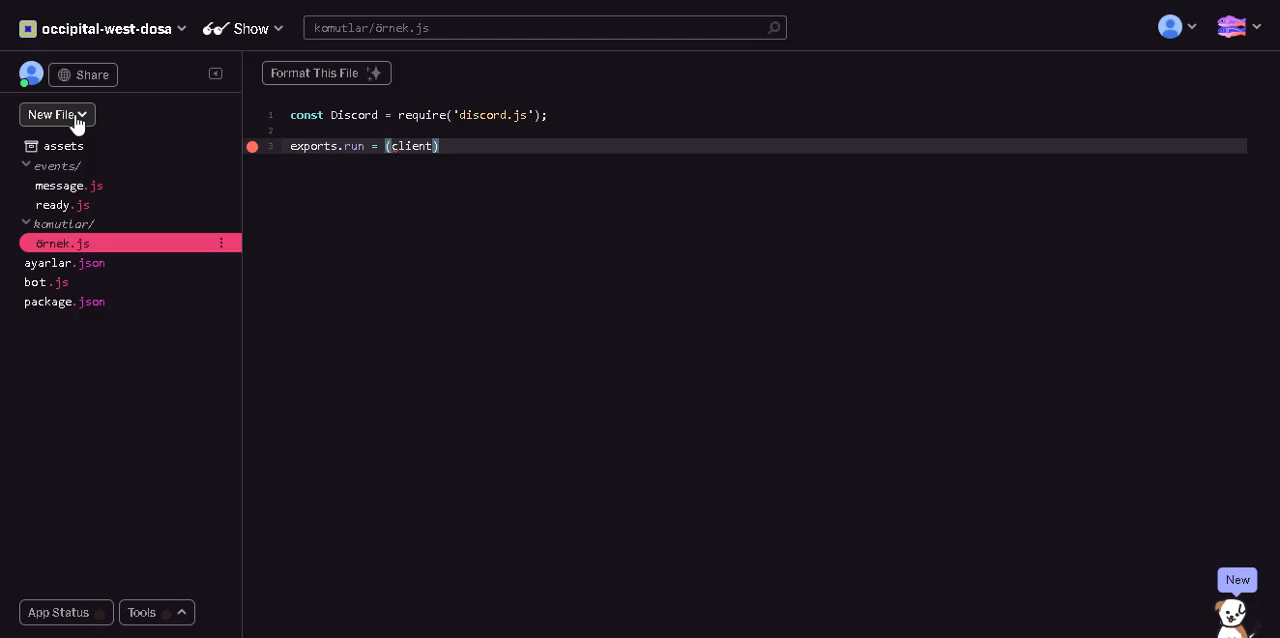 occipital-west-dosa Show komutlar/örnek.js
Share
Format This File
New File
1 const Discord = require('discord.js');
2
3 exports.run = (client)
assets
events/
message.js
ready.js
komutlar/
örnek.js
ayarlar.json
bot.js
package.json
New
App Status Tools